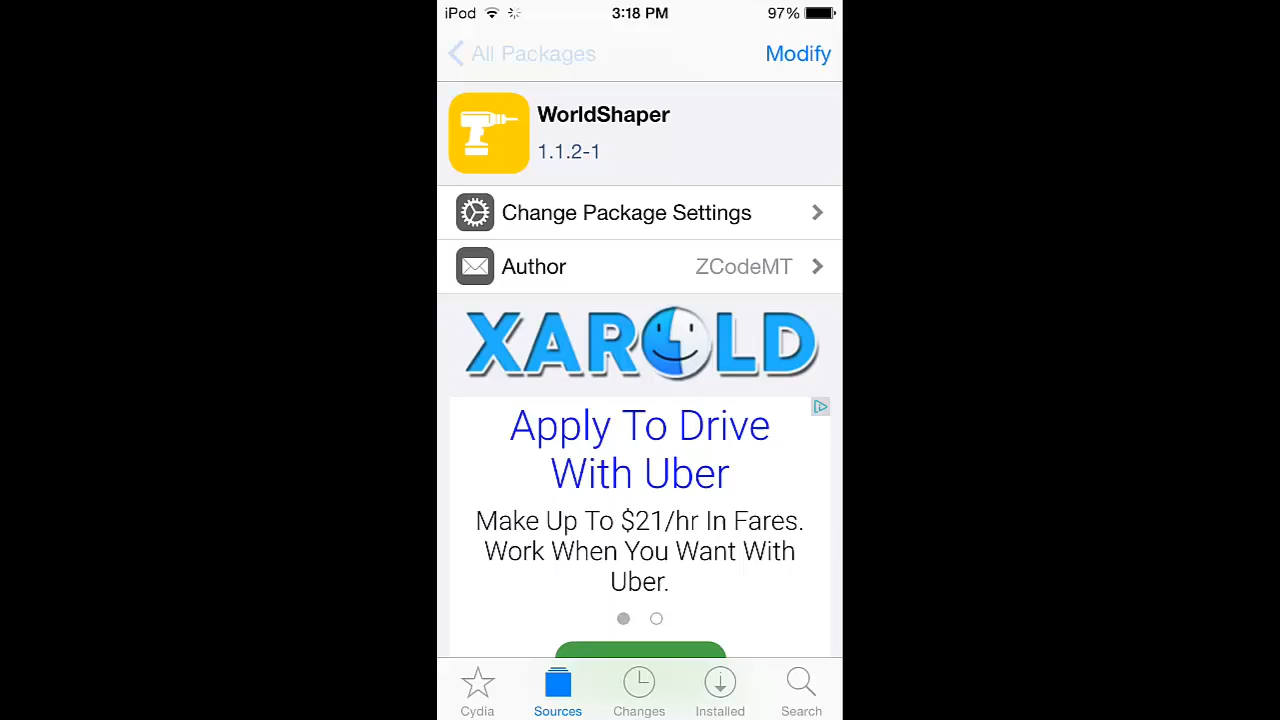 iPod 3:18 PM 97%
All Packages Modify
WorldShaper
1.1.2-1
Change Package Settings
Author ZCodeMT
XAROLD
Apply To Drive
With Uber
Make Up To $21/hr In Fares.
Work When You Want With
Uber.
Cydia Sources Changes Installed Search